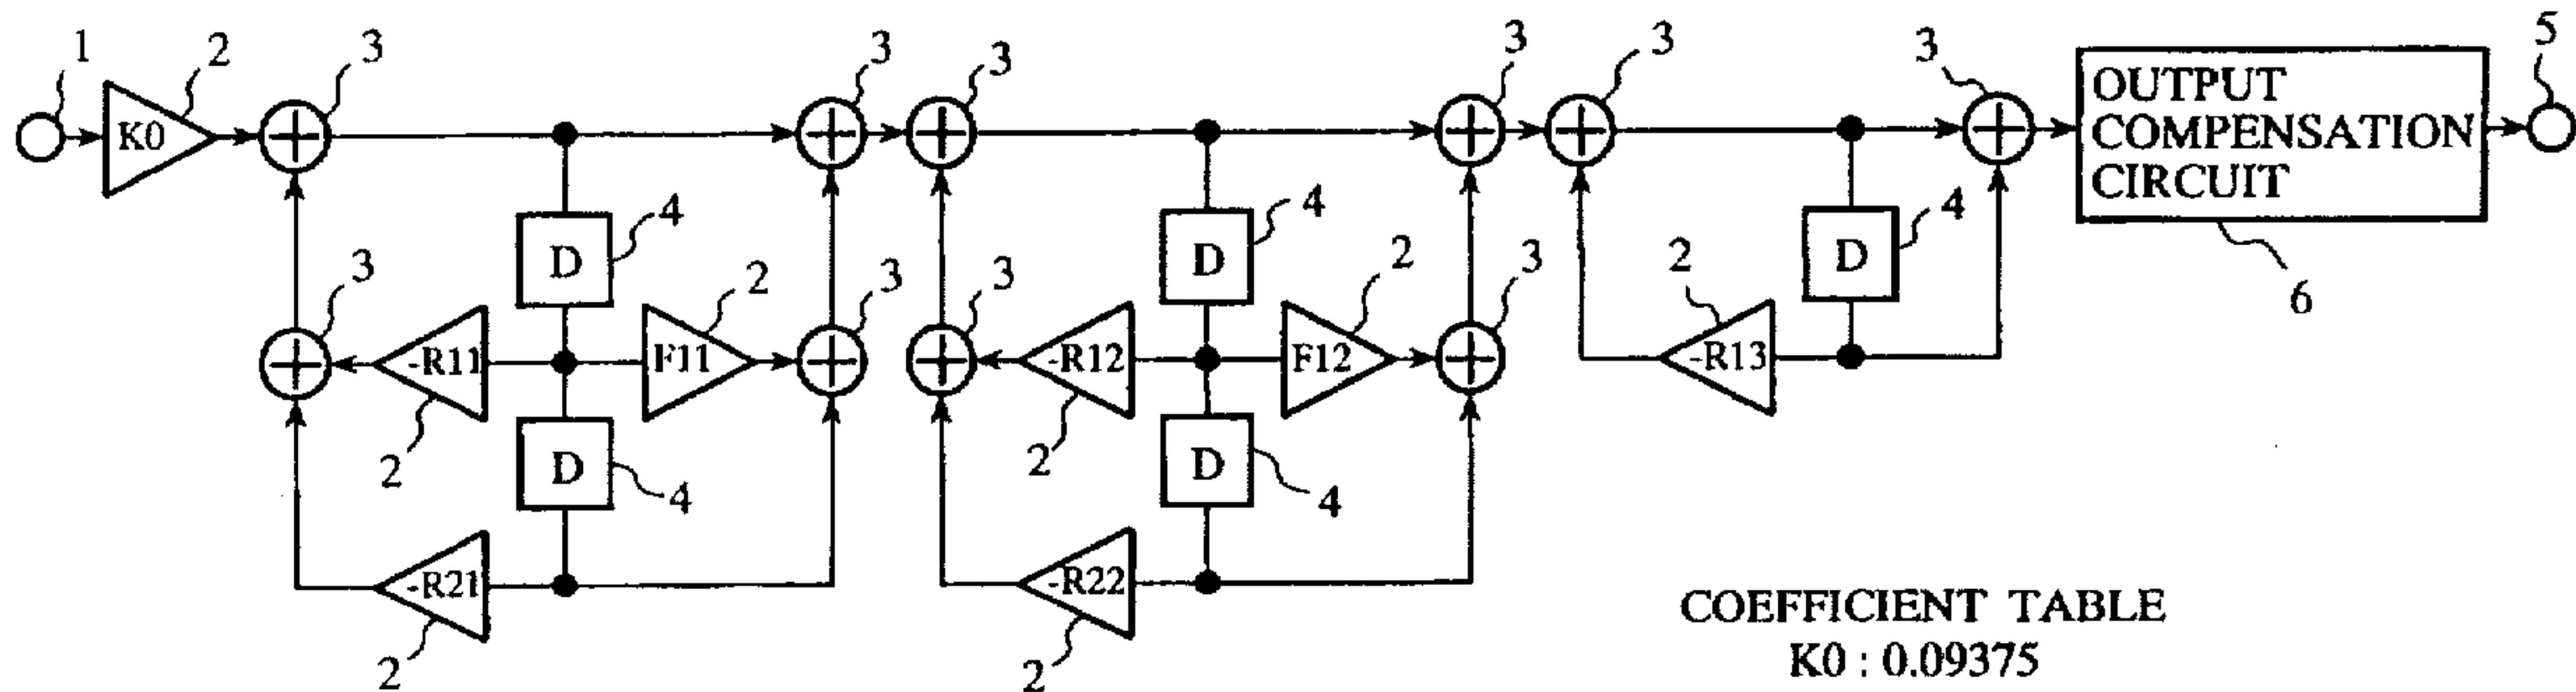 1 2 3 3 3 3 3 3 5
K0
OUTPUT
COMPENSATION
CIRCUIT
D 4 D 4 D 4
3 2 3 3 2 3 2 6
-R11 F11 -R12 F12 -R13
2 D 4 2 D 4
-R21 -R22
2 2
COEFFICIENT TABLE
K0 : 0.09375